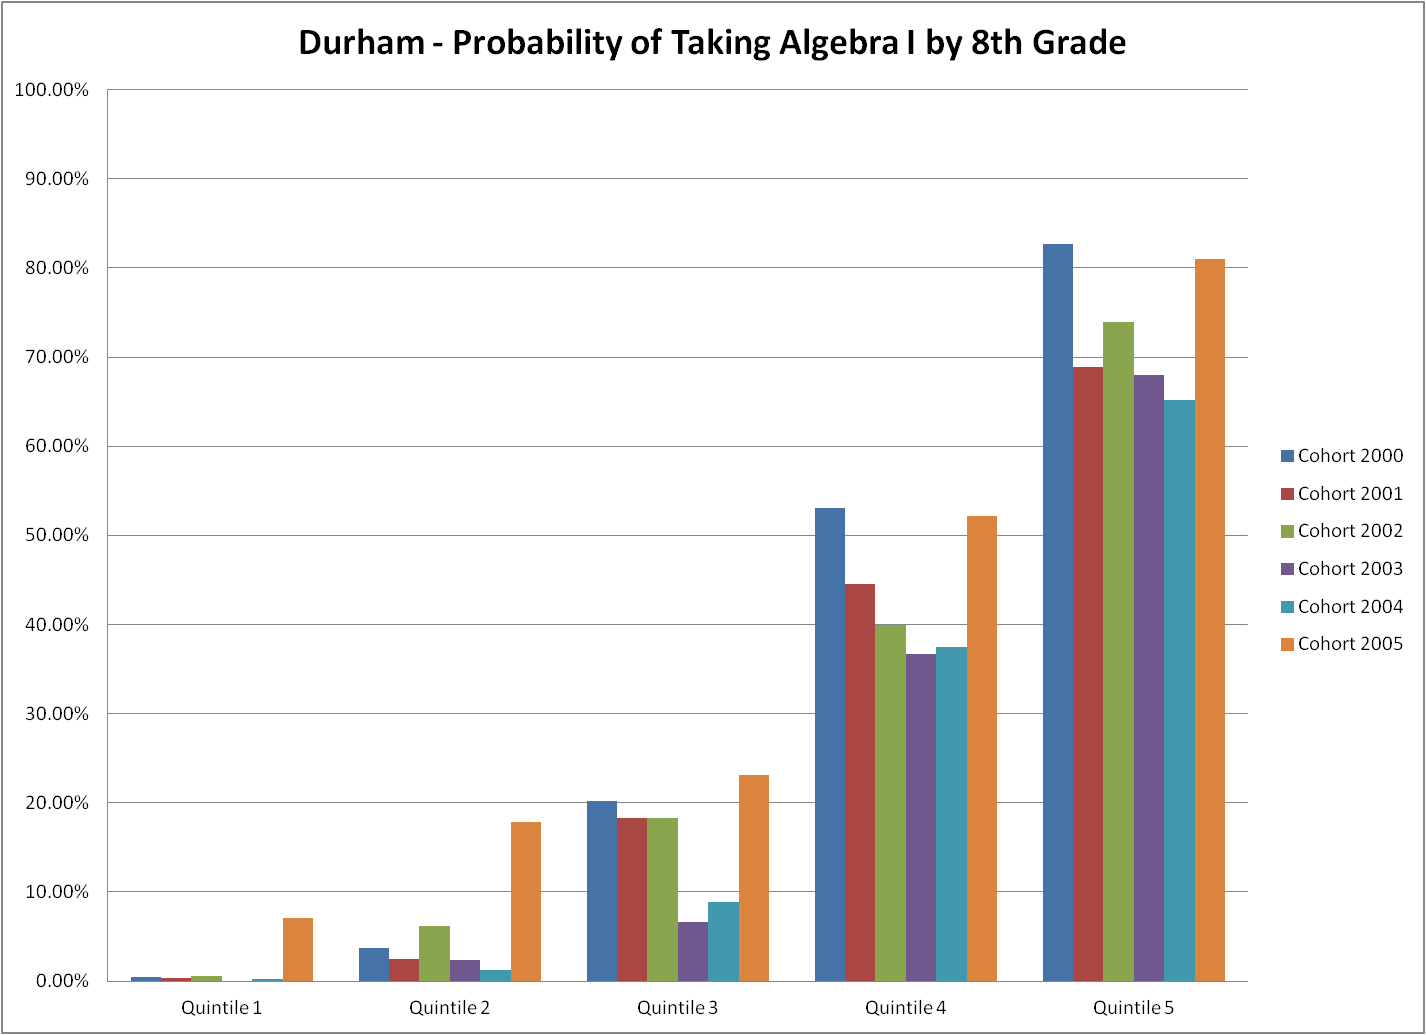 Durham - Probability of Taking Algebra I by 8th Grade
100.00%
90.00%
80.00%
70.00%
60.00%
50.00%
40.00%
30.00%
20.00%
10.00%
0.00%
Quintile 1 Quintile 2 Quintile 3 Quintile 4 Quintile 5
Cohort 2000
Cohort 2001
Cohort 2002
Cohort 2003
Cohort 2004
Cohort 2005